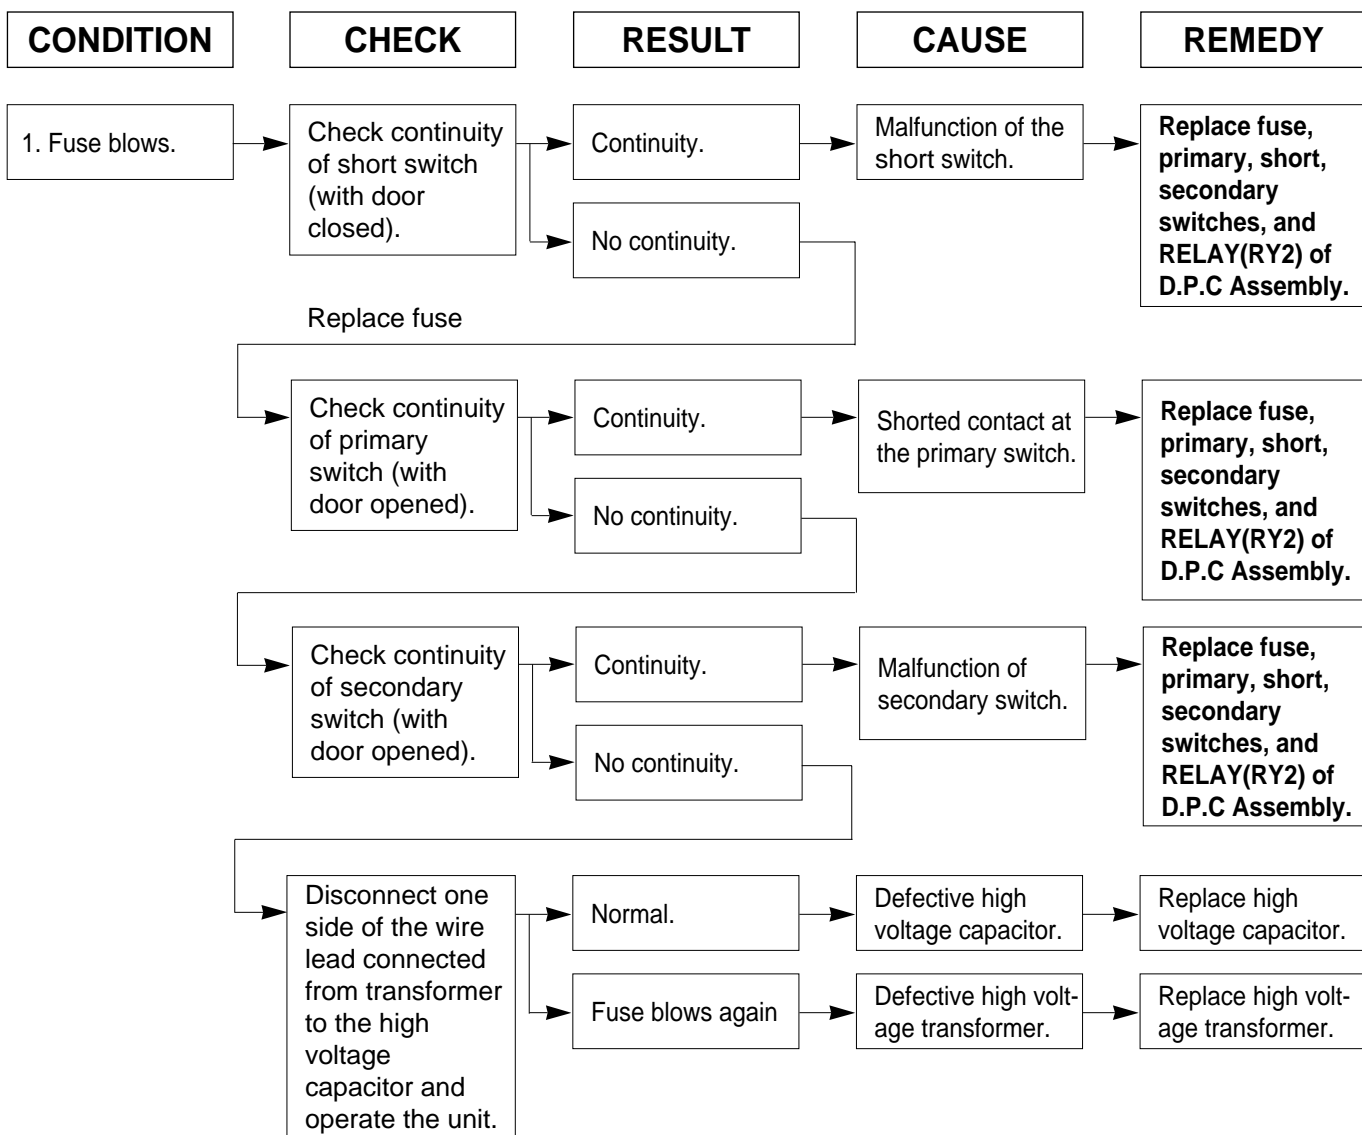 CONDITION
CHECK
RESULT
CAUSE
REMEDY
1. Fuse blows.
Check continuity
of short switch
(with door
closed).
Continuity.
Malfunction of the
short switch.
Replace fuse,
primary, short,
secondary
switches, and
RELAY(RY2) of
D.P.C Assembly.
No continuity.
Replace fuse
Check continuity
of primary
switch (with
door opened).
Continuity.
Shorted contact at
the primary switch.
Replace fuse,
primary, short,
secondary
switches, and
RELAY(RY2) of
D.P.C Assembly.
No continuity.
Check continuity
of secondary
switch (with
door opened).
Continuity.
Malfunction of
secondary switch.
Replace fuse,
primary, short,
secondary
switches, and
RELAY(RY2) of
D.P.C Assembly.
No continuity.
Disconnect one
side of the wire
lead connected
from transformer
to the high
voltage
capacitor and
operate the unit.
Normal.
Defective high
voltage capacitor.
Replace high
voltage capacitor.
Fuse blows again
Defective high volt-
age transformer.
Replace high volt-
age transformer.